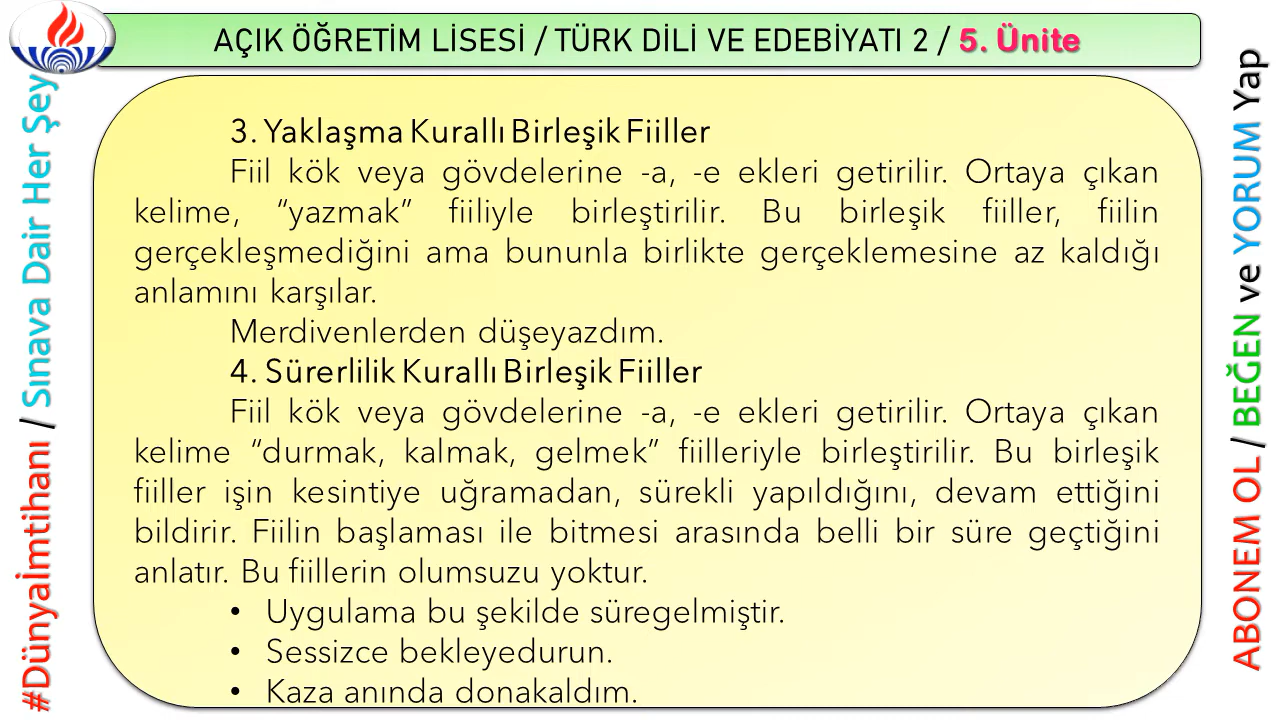 AÇIK ÖĞRETİM LİSESİ / TÜRK DİLİ VE EDEBİYATI 2 / 5. Ünite
#Dünyaimtihanı / Sınava Dair Her Şey
3. Yaklaşma Kurallı Birleşik Fiiller
Fiil kök veya gövdelerine -a, -e ekleri getirilir. Ortaya çıkan
kelime, “yazmak” fiiliyle birleştirilir. Bu birleşik fiiller, fiilin
gerçekleşmediğini ama bununla birlikte gerçeklemesine az kaldığı
anlamını karşılar.
Merdivenlerden düşeyazdım.
4. Sürerlilik Kurallı Birleşik Fiiller
Fiil kök veya gövdelerine -a, -e ekleri getirilir. Ortaya çıkan
kelime “durmak, kalmak, gelmek” fiilleriyle birleştirilir. Bu birleşik
fiiller işin kesintiye uğramadan, sürekli yapıldığını, devam ettiğini
bildirir. Fiilin başlaması ile bitmesi arasında belli bir süre geçtiğini
anlatır. Bu fiillerin olumsuzu yoktur.
• Uygulama bu şekilde süregelmiştir.
• Sessizce bekleyedurun.
• Kaza anında donakaldım.
ABONEM OL / BEĞEN ve YORUM Yap